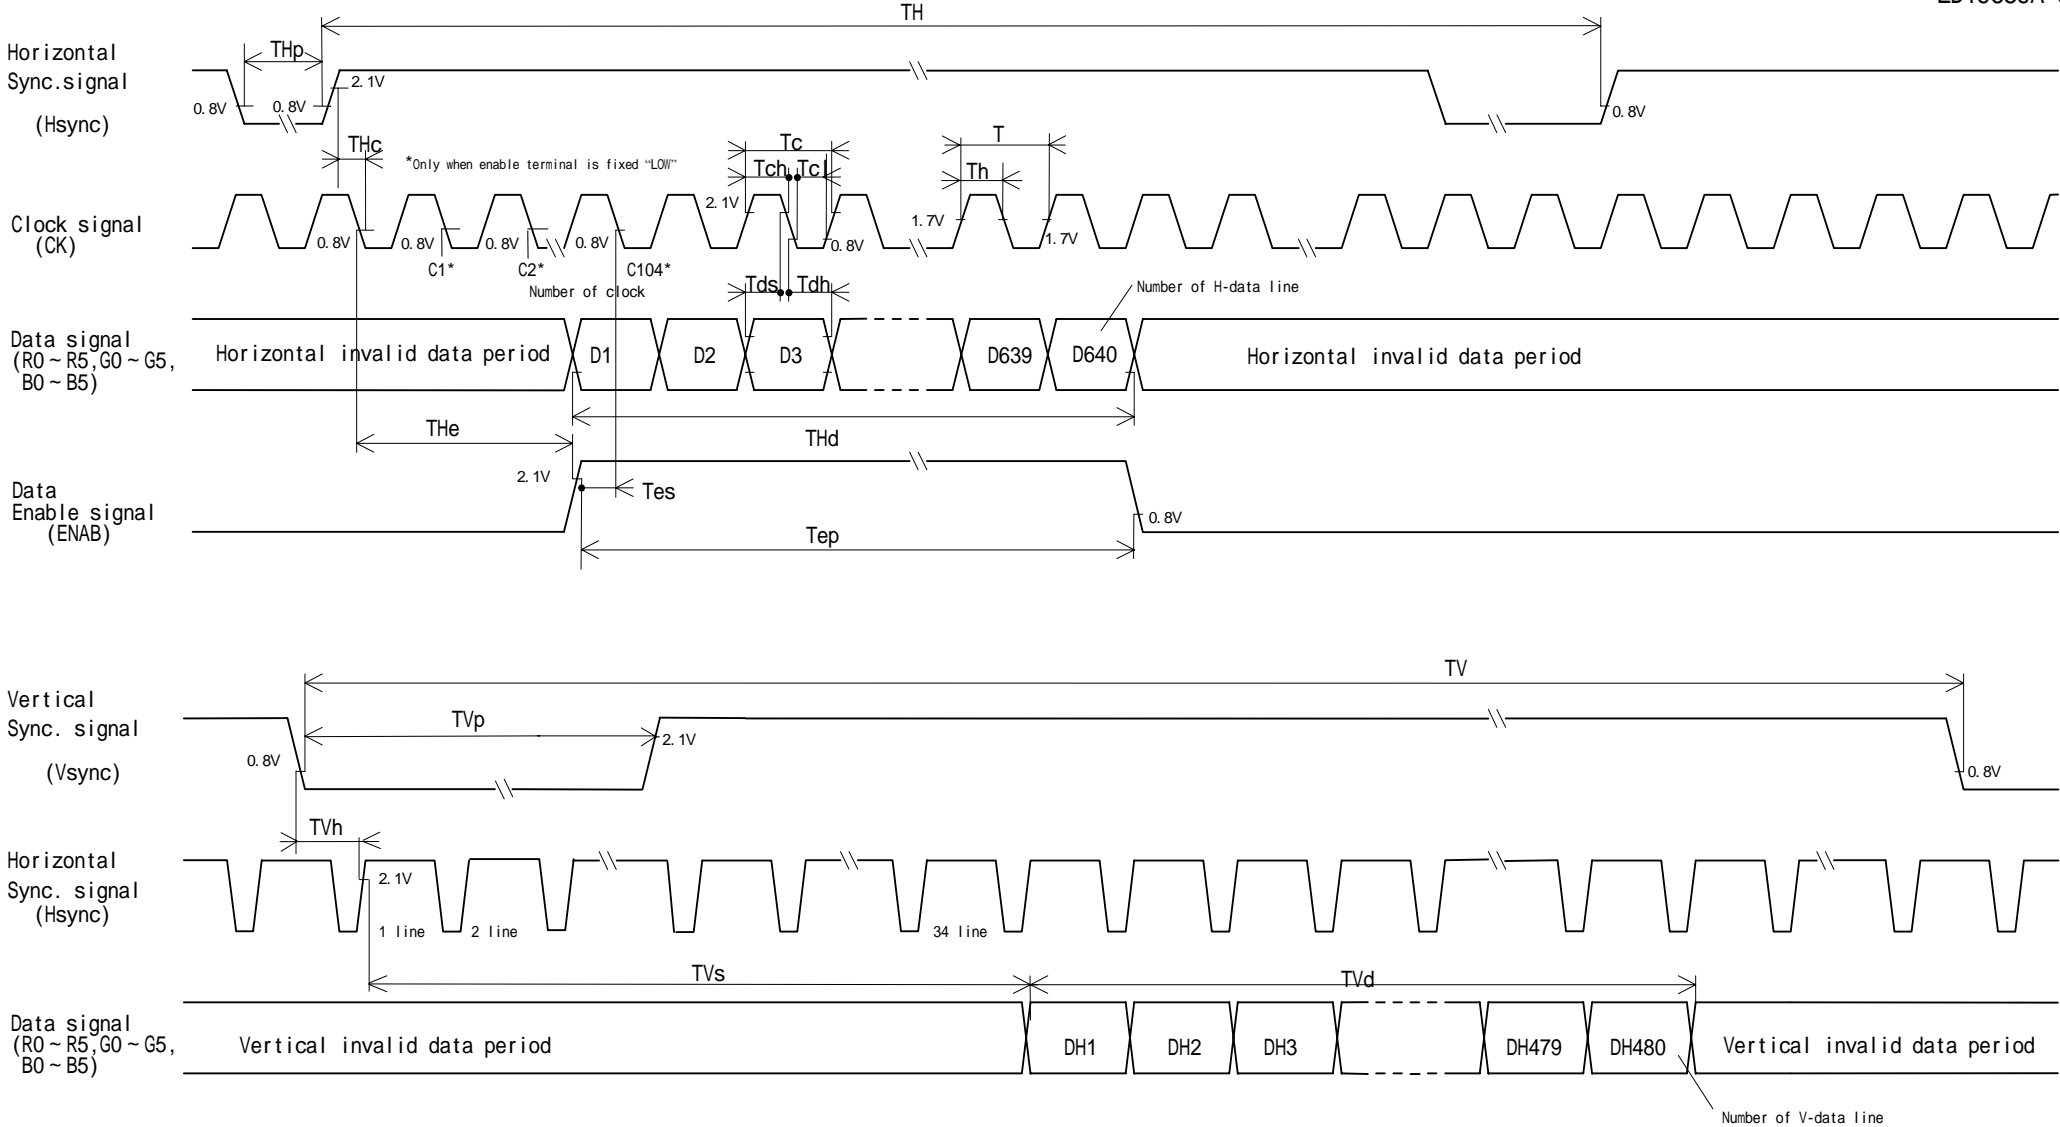 TH
Horizontal
THp
Sync.signal
2.1V
0.8V
0.8V
0.8V
(Hsync)
THc
*Only when enable terminal is fixed “LOW”
Tc
T
Tch
Tcl
Th
2.1V
1.7V
Clock signal
(CK)
0.8V
0.8V
0.8V
0.8V
0.8V
1.7V
C1*
C2*
C104*
Number of clock
Tds
Tdh
Number of H-data line
Data signal
(R0~R5,G0~G5,
B0~B5)
Horizontal invalid data period
D1
D2
D3
D639
D640
Horizontal invalid data period
THe
THd
2.1V
Data
Enable signal
(ENAB)
Tes
0.8V
Tep
TV
Vertical
Sync. signal
TVp
2.1V
0.8V
(Vsync)
0.8V
TVh
Horizontal
Sync. signal
(Hsync)
2.1V
1 line
2 line
34 line
TVs
TVd
Data signal
(R0~R5,G0~G5,
B0~B5)
Vertical invalid data period
DH1
DH2
DH3
DH479
DH480
Vertical invalid data period
Number of V-data line